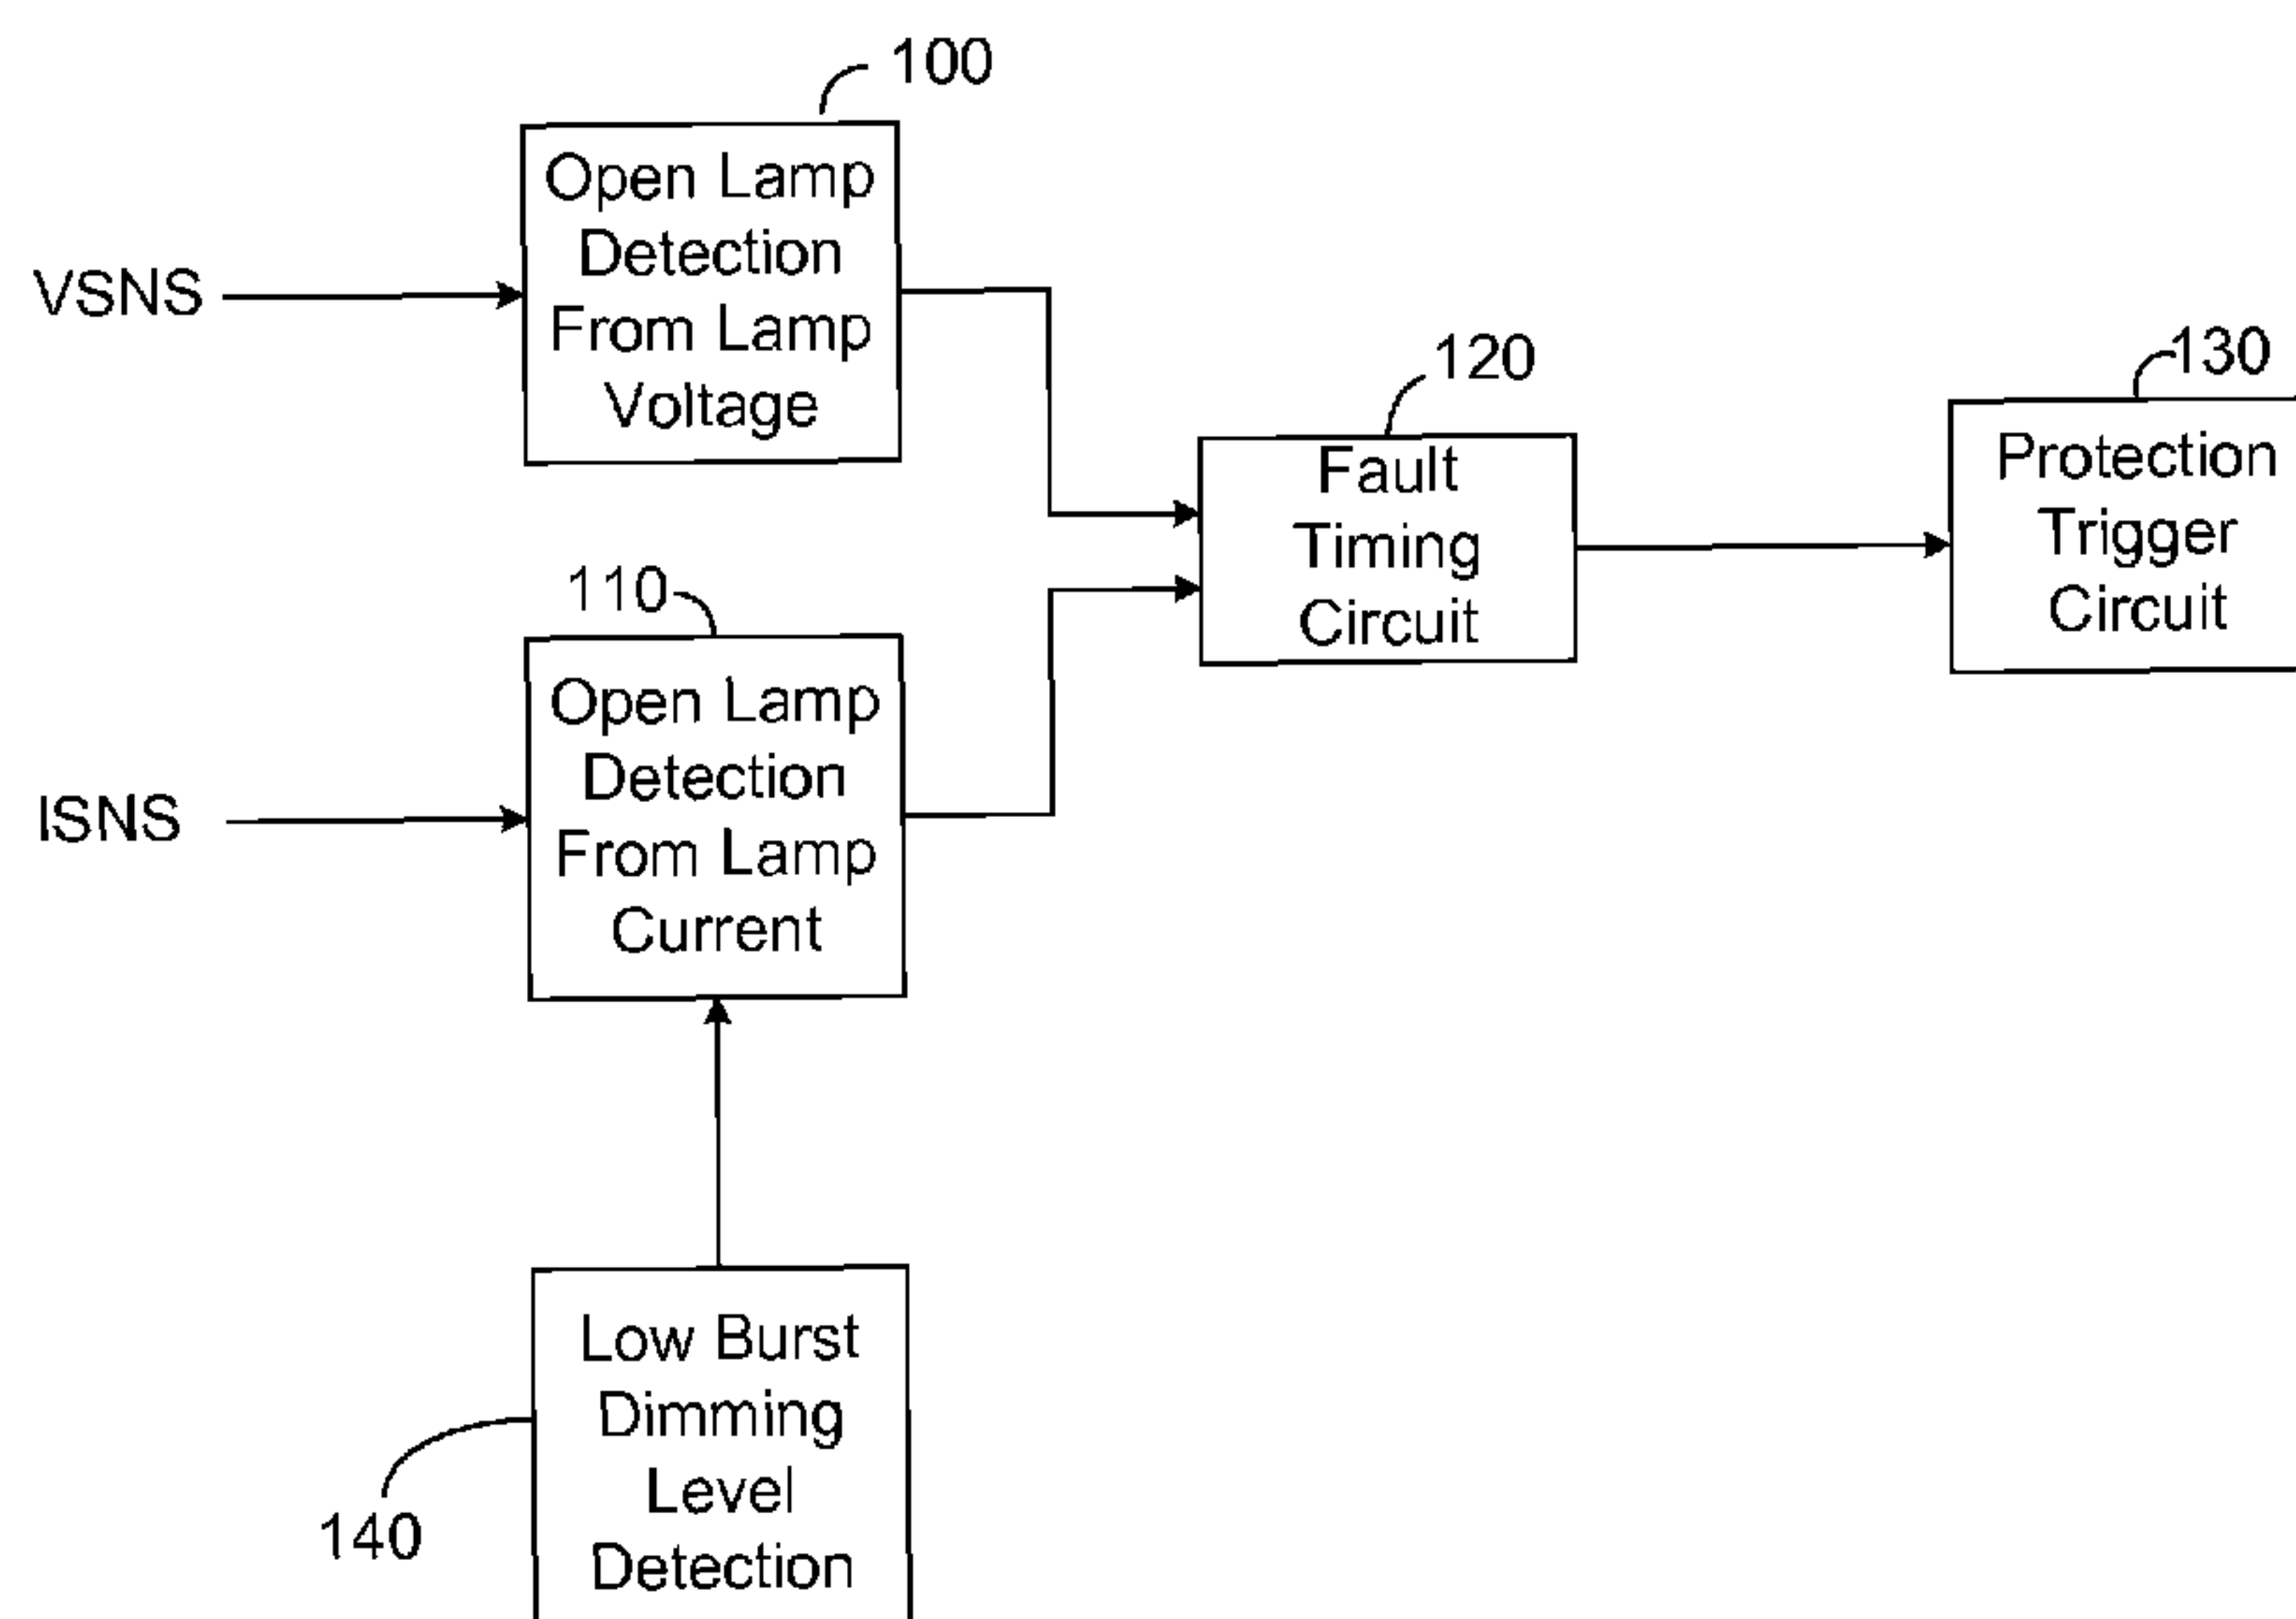 100
Open Lamp
Detection
From Lamp
Voltage
VSNS
120
Fault
Timing
Circuit
130
Protection
Trigger
Circuit
110
Open Lamp
Detection
From Lamp
Current
ISNS
Low Burst
Dimming
Level
Detection
140